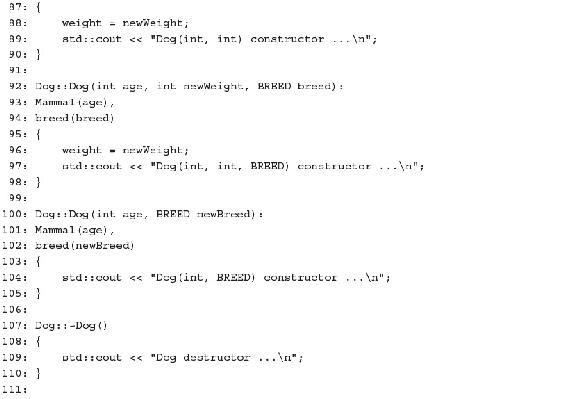 87: {
88:     weight = newWeight;
89:     std::cout << "Dog(int, int) constructor ...\n";
90: }
91:
92: Dog::Dog(int age, int newWeight, BREED breed):
93: Mammal(age),
94: breed(breed)
95: {
96:     weight = newWeight;
97:     std::cout << "Dog(int, int, BREED) constructor ...\n";
98: }
99:
100: Dog::Dog(int age, BREED newBreed):
101: Mammal(age),
102: breed(newBreed)
103: {
104:     std::cout << "Dog(int, BREED) constructor ...\n";
105: }
106:
107: Dog::~Dog()
108: {
109:     std::cout << "Dog destructor ...\n";
110: }
111: